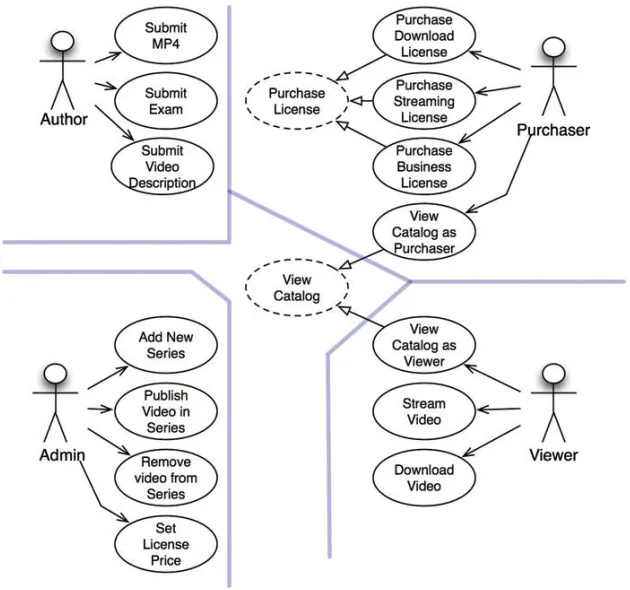 Submit
MP4
Submit
Exam
Submit
Video
Description
Author
Purchase
Download
License
Purchase
Streaming
License
Purchase
Business
License
Purchase
License
Purchaser
View
Catalog as
Purchaser
View
Catalog
Add New
Series
Publish
Video in
Series
Remove
video from
Series
Set
License
Price
Admin
View
Catalog as
Viewer
Stream
Video
Download
Video
Viewer